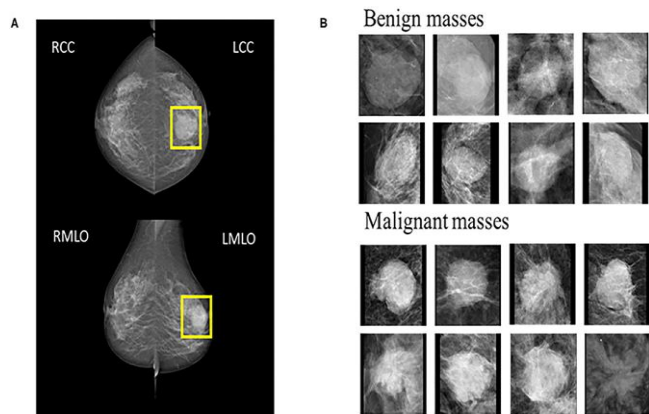 A
RCC LCC
RMLO LMLO
B
Benign masses
Malignant masses